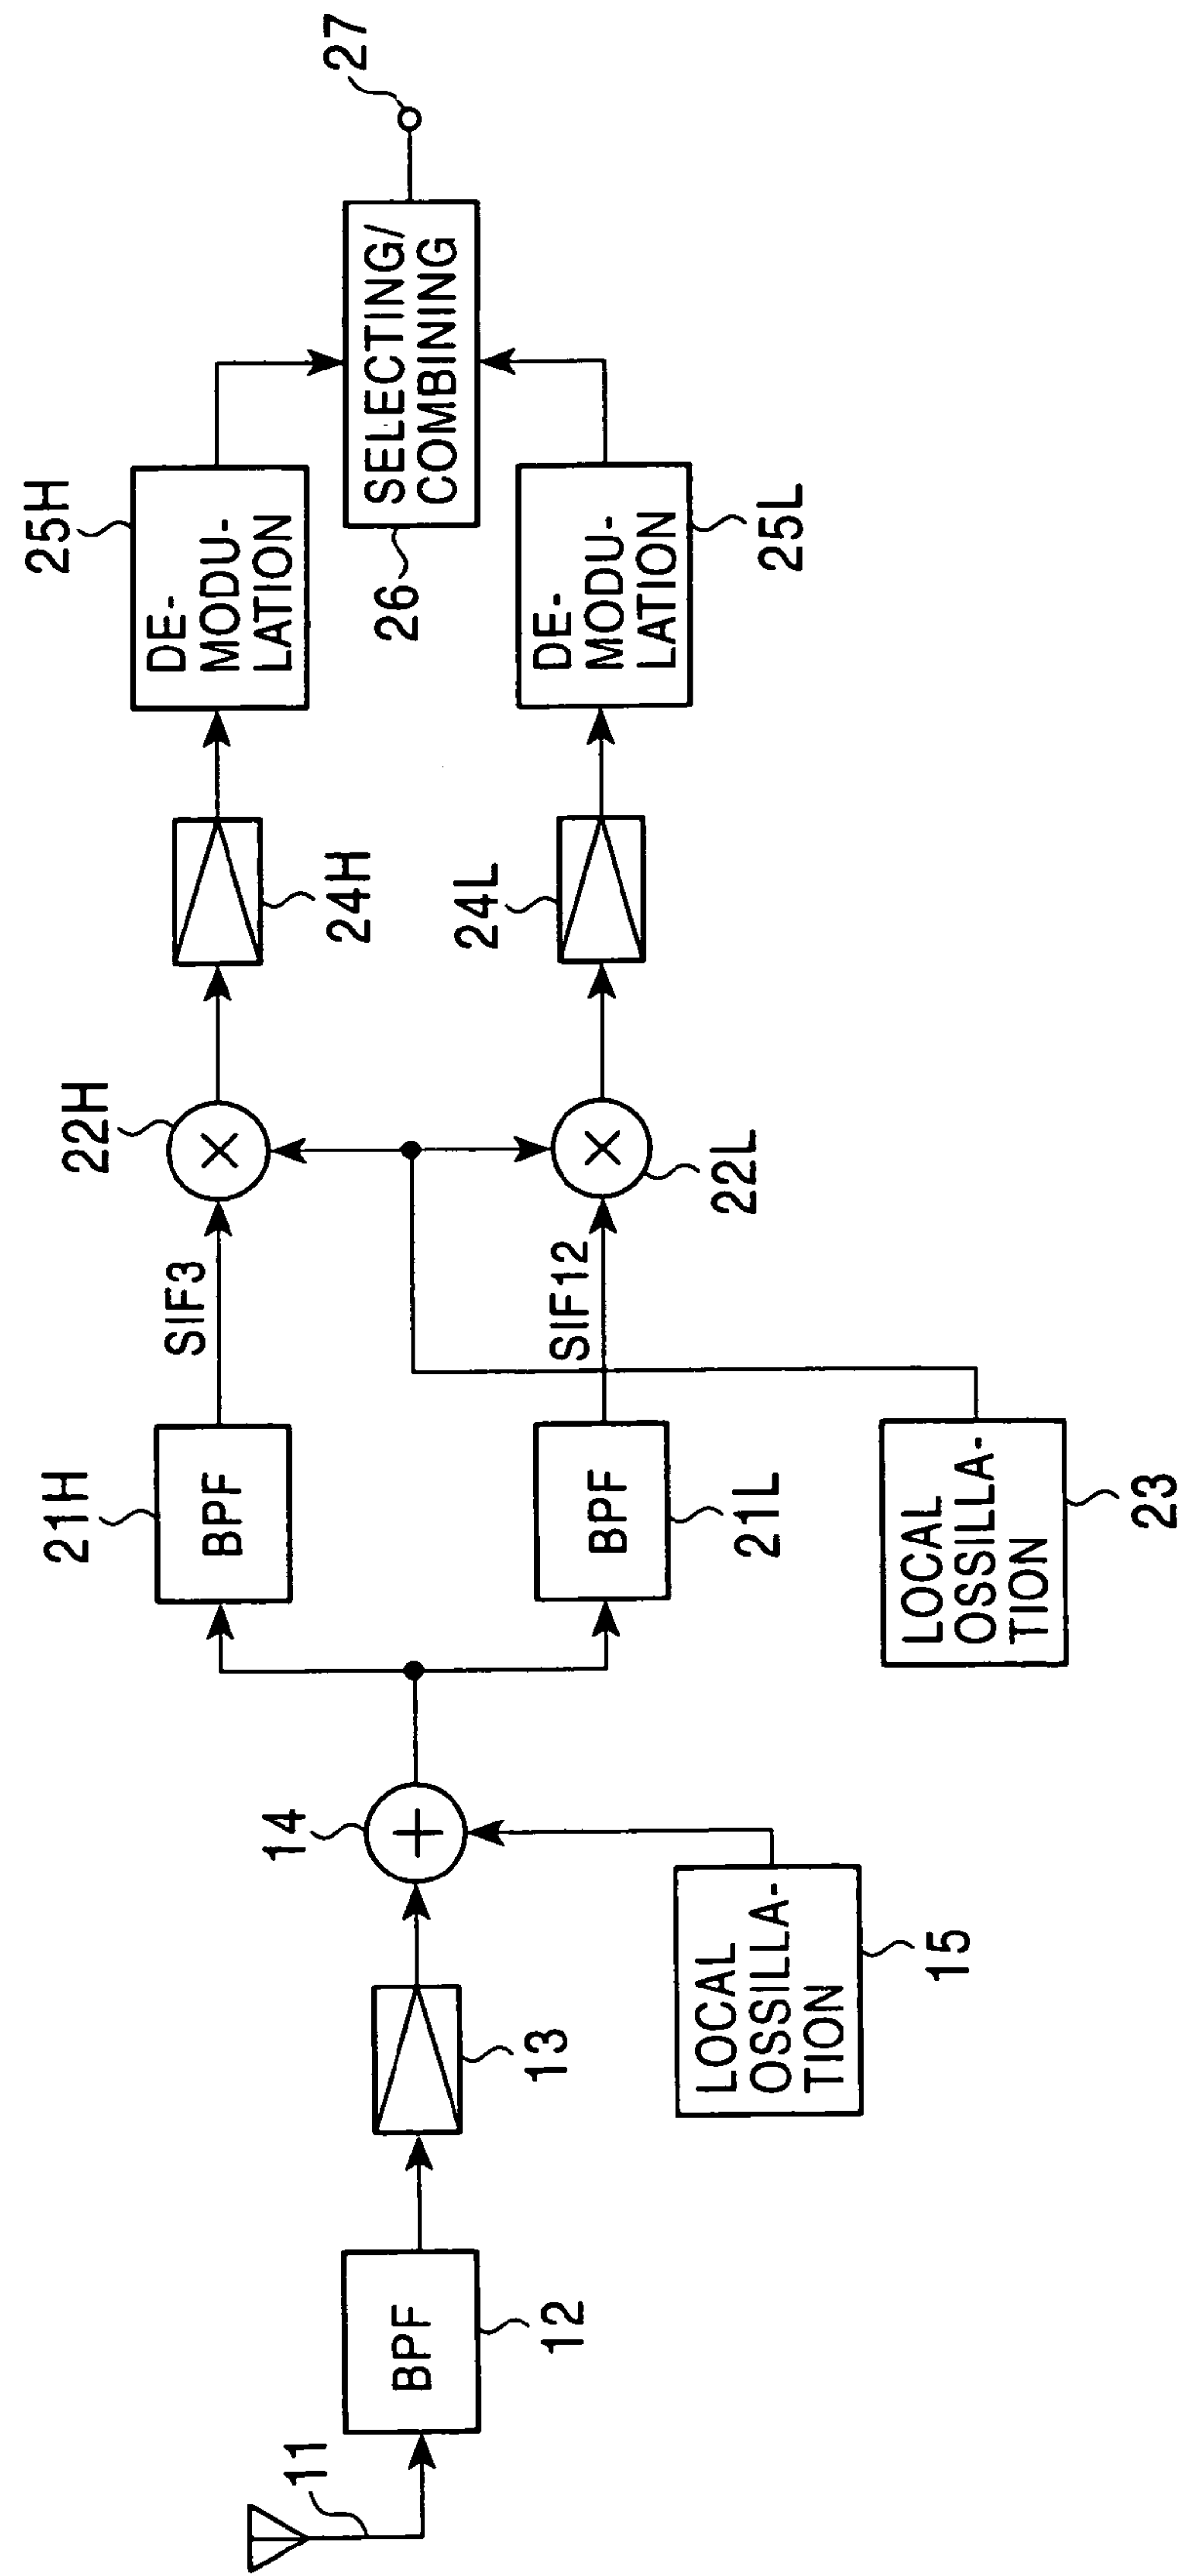 11
BPF
12
13
14
LOCAL
OSSILLA-
TION
15
21H
BPF
BPF
21L
SIF3
SIF12
LOCAL
OSSILLA-
TION
23
22H
×
×
22L
24H
24L
25H
DE-
MODU-
LATION
DE-
MODU-
LATION
25L
SELECTING/
COMBINING
26
27